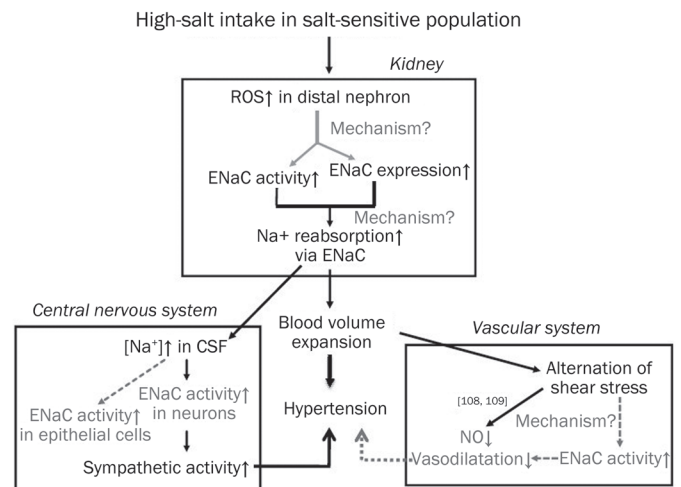 High-salt intake in salt-sensitive population
Kidney
ROS↑ in distal nephron
Mechanism?
ENaC activity↑
ENaC expression↑
Mechanism?
Na+ reabsorption↑
via ENaC
Central nervous system
[Na⁺]↑ in CSF
ENaC activity↑
in neurons
ENaC activity↑
in epithelial cells
Sympathetic activity↑
Blood volume
expansion
Hypertension
Vascular system
Alternation of
shear stress
[108, 109]
Mechanism?
NO↓
Vasodilatation↓
ENaC activity↑